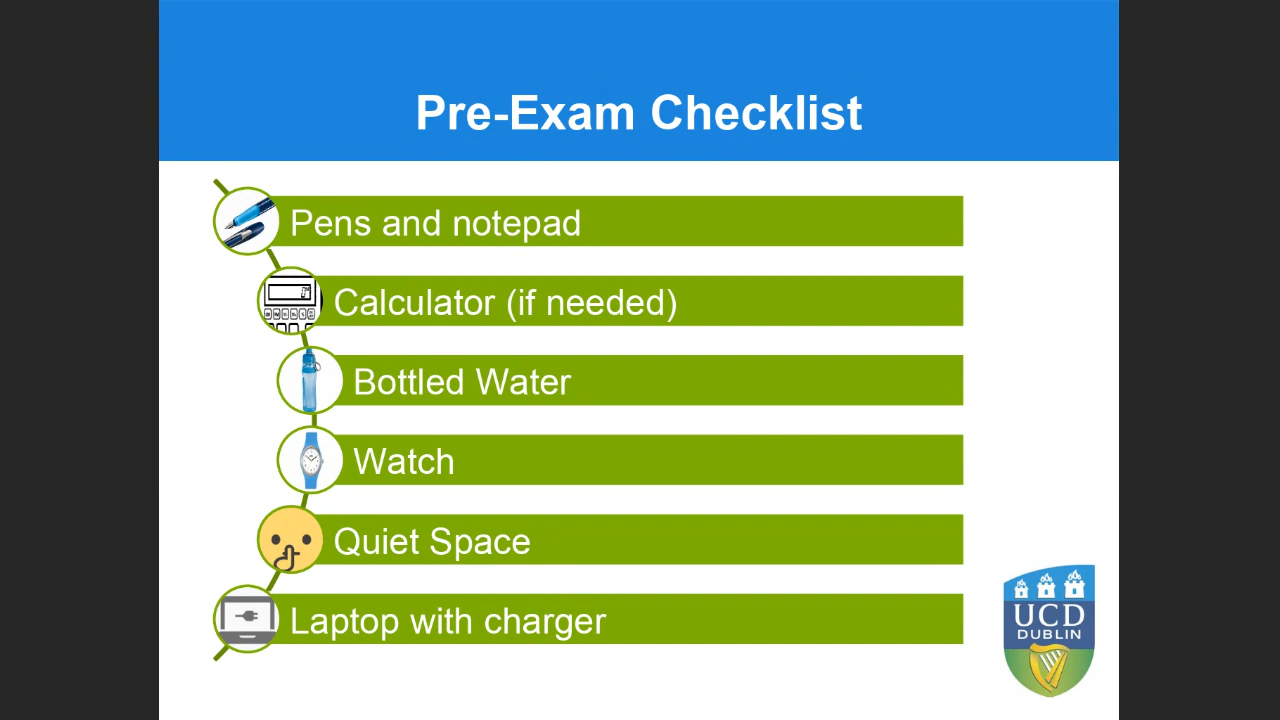 Pre-Exam Checklist
Pens and notepad
Calculator (if needed)
Bottled Water
Watch
Quiet Space
Laptop with charger
UCD
DUBLIN